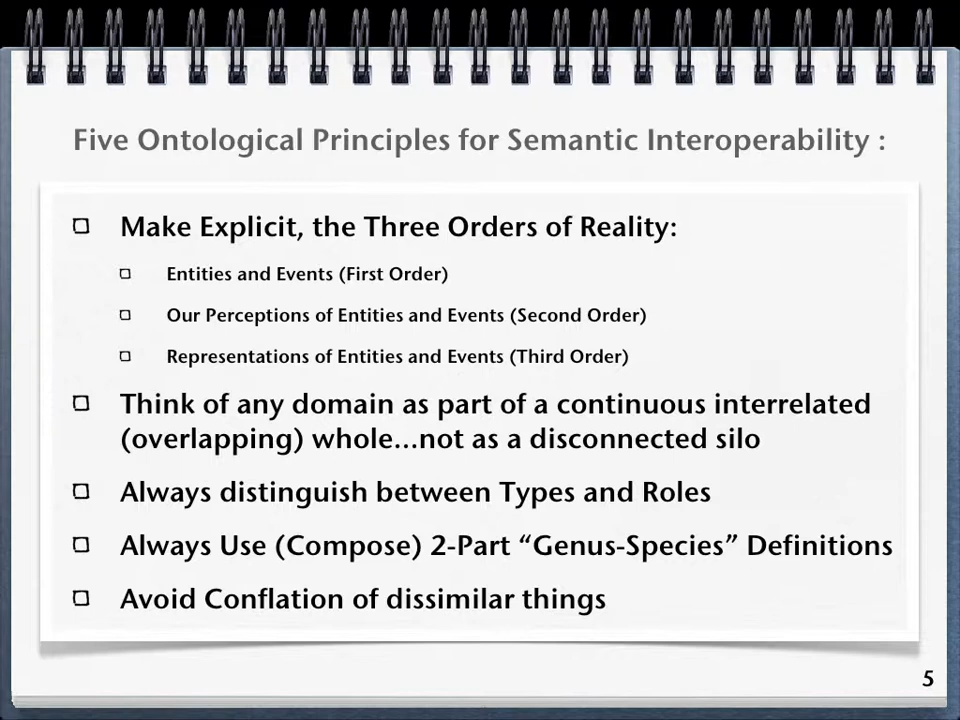 Five Ontological Principles for Semantic Interoperability :
Make Explicit, the Three Orders of Reality:
Entities and Events (First Order)
Our Perceptions of Entities and Events (Second Order)
Representations of Entities and Events (Third Order)
Think of any domain as part of a continuous interrelated
(overlapping) whole...not as a disconnected silo
Always distinguish between Types and Roles
Always Use (Compose) 2-Part “Genus-Species” Definitions
Avoid Conflation of dissimilar things
5